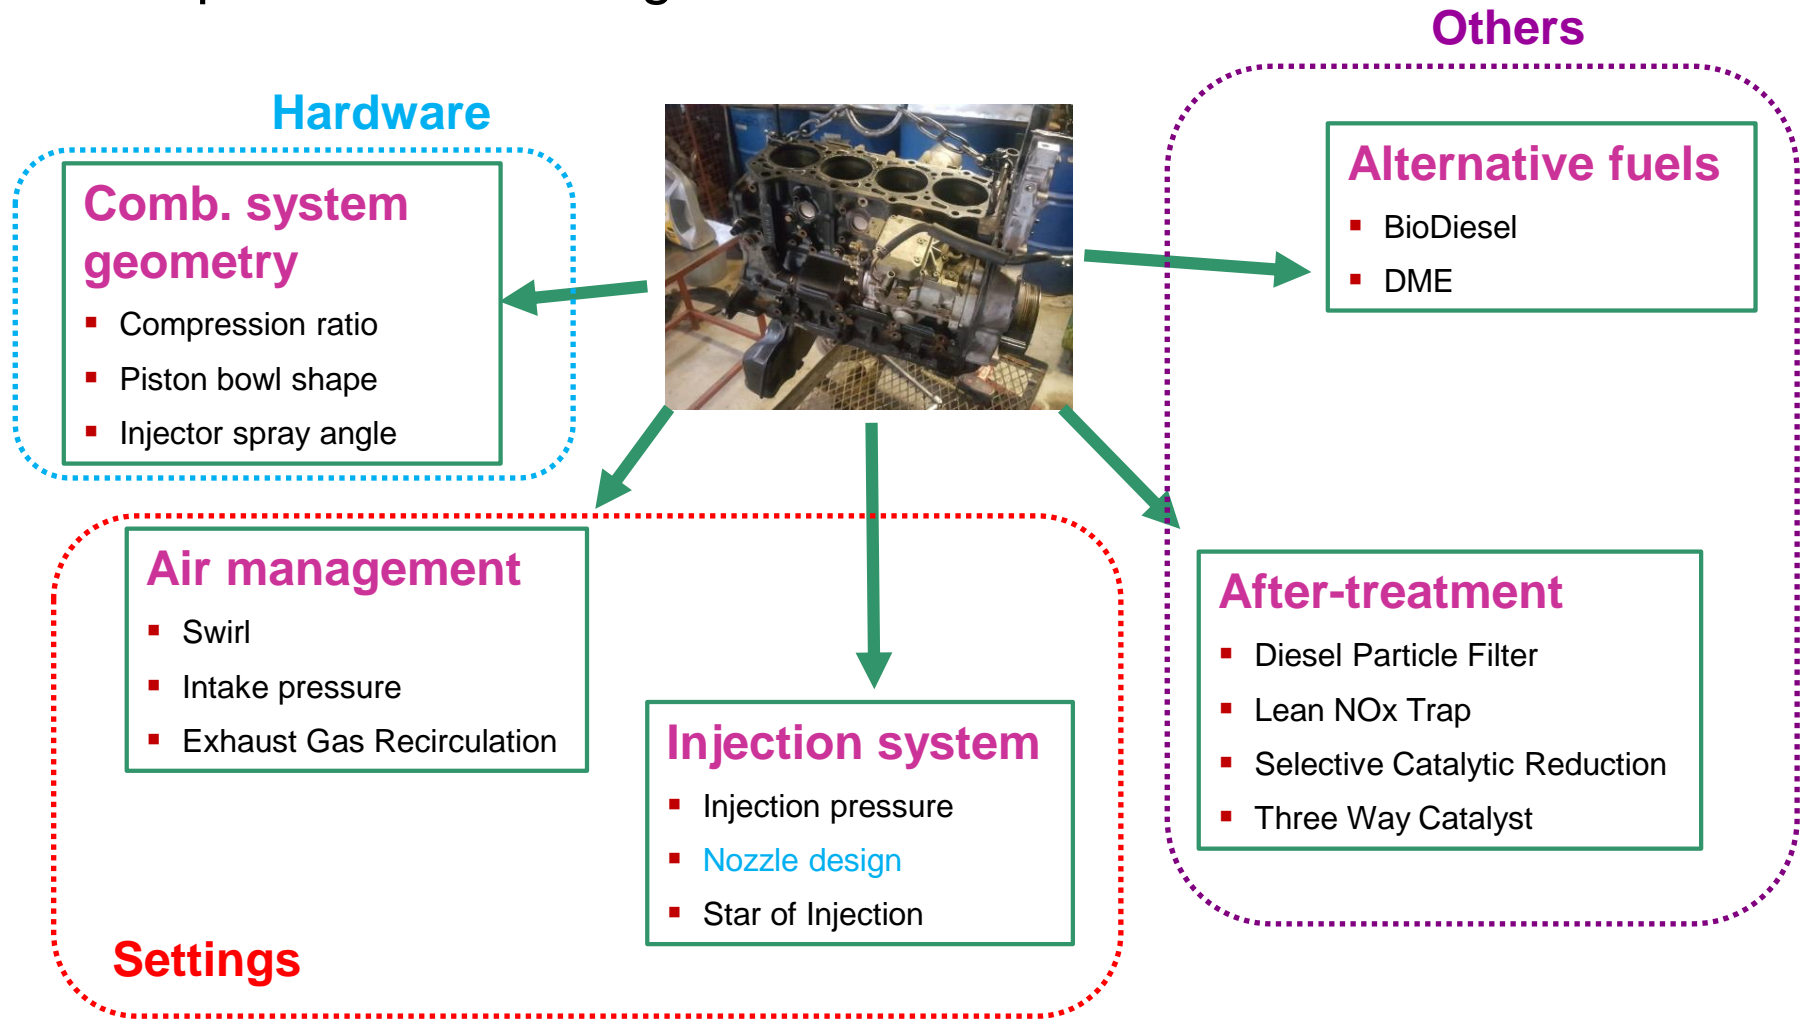 Others
Hardware
Comb. system
geometry
Compression ratio
Piston bowl shape
Injector spray angle
Alternative fuels
BioDiesel
DME
Air management
Swirl
Intake pressure
Exhaust Gas Recirculation
Injection system
Injection pressure
Nozzle design
Star of Injection
After-treatment
Diesel Particle Filter
Lean NOx Trap
Selective Catalytic Reduction
Three Way Catalyst
Settings